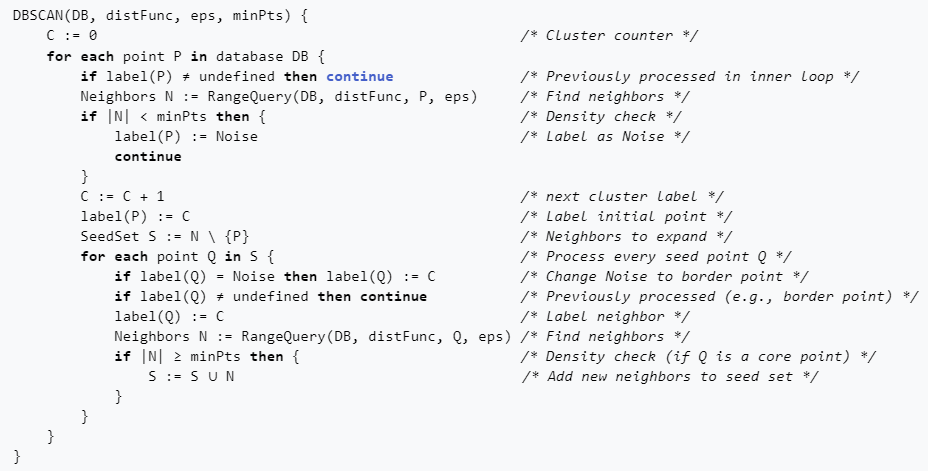 DBSCAN(DB, distFunc, eps, minPts) {
    C := 0                                                  /* Cluster counter */
    for each point P in database DB {
        if label(P) ≠ undefined then continue               /* Previously processed in inner loop */
        Neighbors N := RangeQuery(DB, distFunc, P, eps)     /* Find neighbors */
        if |N| < minPts then {                              /* Density check */
            label(P) := Noise                               /* Label as Noise */
            continue
        }
        C := C + 1                                          /* next cluster label */
        label(P) := C                                       /* Label initial point */
        SeedSet S := N \ {P}                                /* Neighbors to expand */
        for each point Q in S {                             /* Process every seed point Q */
            if label(Q) = Noise then label(Q) := C          /* Change Noise to border point */
            if label(Q) ≠ undefined then continue           /* Previously processed (e.g., border point) */
            label(Q) := C                                   /* Label neighbor */
            Neighbors N := RangeQuery(DB, distFunc, Q, eps) /* Find neighbors */
            if |N| ≥ minPts then {                          /* Density check (if Q is a core point) */
                S := S ∪ N                                  /* Add new neighbors to seed set */
            }
        }
    }
}